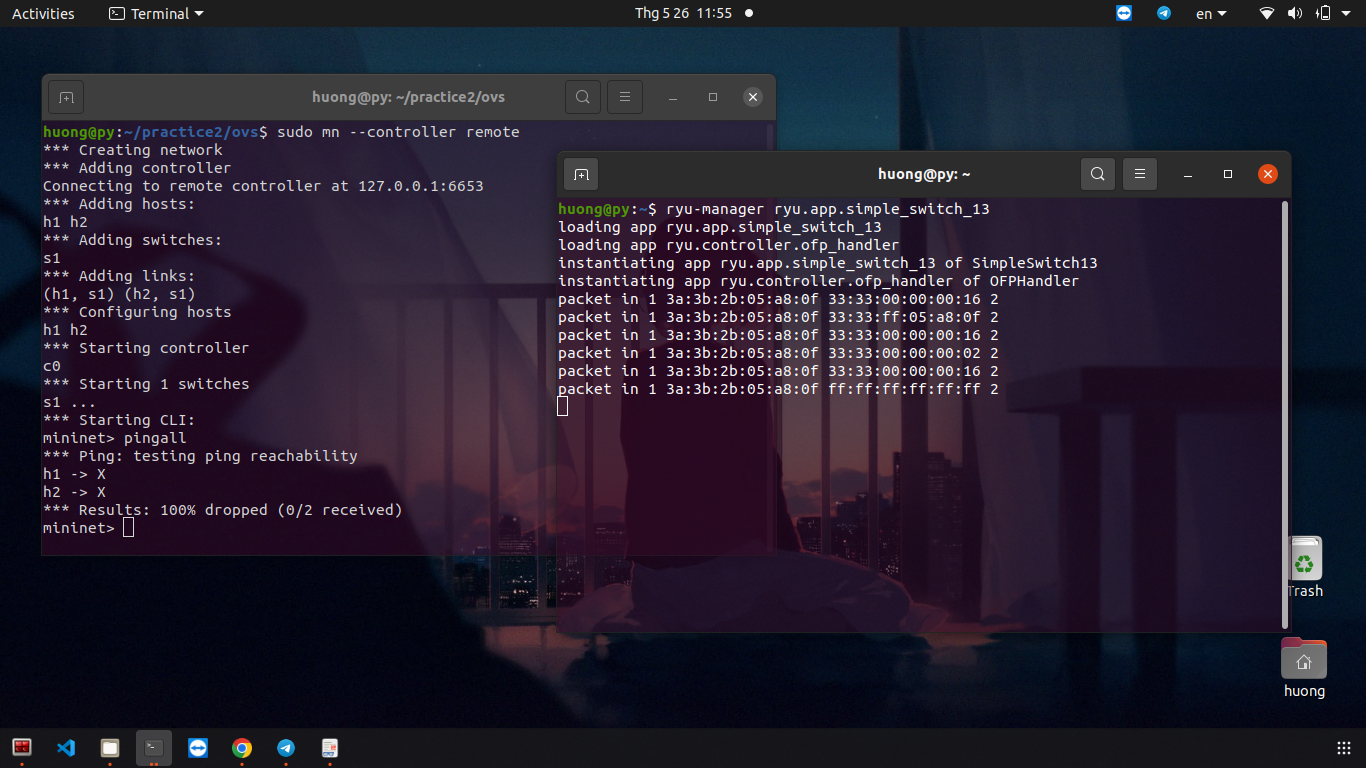 Activities
Terminal
Thg 5 26 11:55
en
huong@py: ~/practice2/ovs
huong@py:~/practice2/ovs$ sudo mn --controller remote
*** Creating network
*** Adding controller
Connecting to remote controller at 127.0.0.1:6653
*** Adding hosts:
h1 h2
*** Adding switches:
s1
*** Adding links:
(h1, s1) (h2, s1)
*** Configuring hosts
h1 h2
*** Starting controller
c0
*** Starting 1 switches
s1 ...
*** Starting CLI:
mininet> pingall
*** Ping: testing ping reachability
h1 -> X
h2 -> X
*** Results: 100% dropped (0/2 received)
mininet>
huong@py: ~
huong@py:~$ ryu-manager ryu.app.simple_switch_13
loading app ryu.app.simple_switch_13
loading app ryu.controller.ofp_handler
instantiating app ryu.app.simple_switch_13 of SimpleSwitch13
instantiating app ryu.controller.ofp_handler of OFPHandler
packet in 1 3a:3b:2b:05:a8:0f 33:33:00:00:00:16 2
packet in 1 3a:3b:2b:05:a8:0f 33:33:ff:05:a8:0f 2
packet in 1 3a:3b:2b:05:a8:0f 33:33:00:00:00:16 2
packet in 1 3a:3b:2b:05:a8:0f 33:33:00:00:00:02 2
packet in 1 3a:3b:2b:05:a8:0f 33:33:00:00:00:16 2
packet in 1 3a:3b:2b:05:a8:0f ff:ff:ff:ff:ff:ff 2
Trash
huong